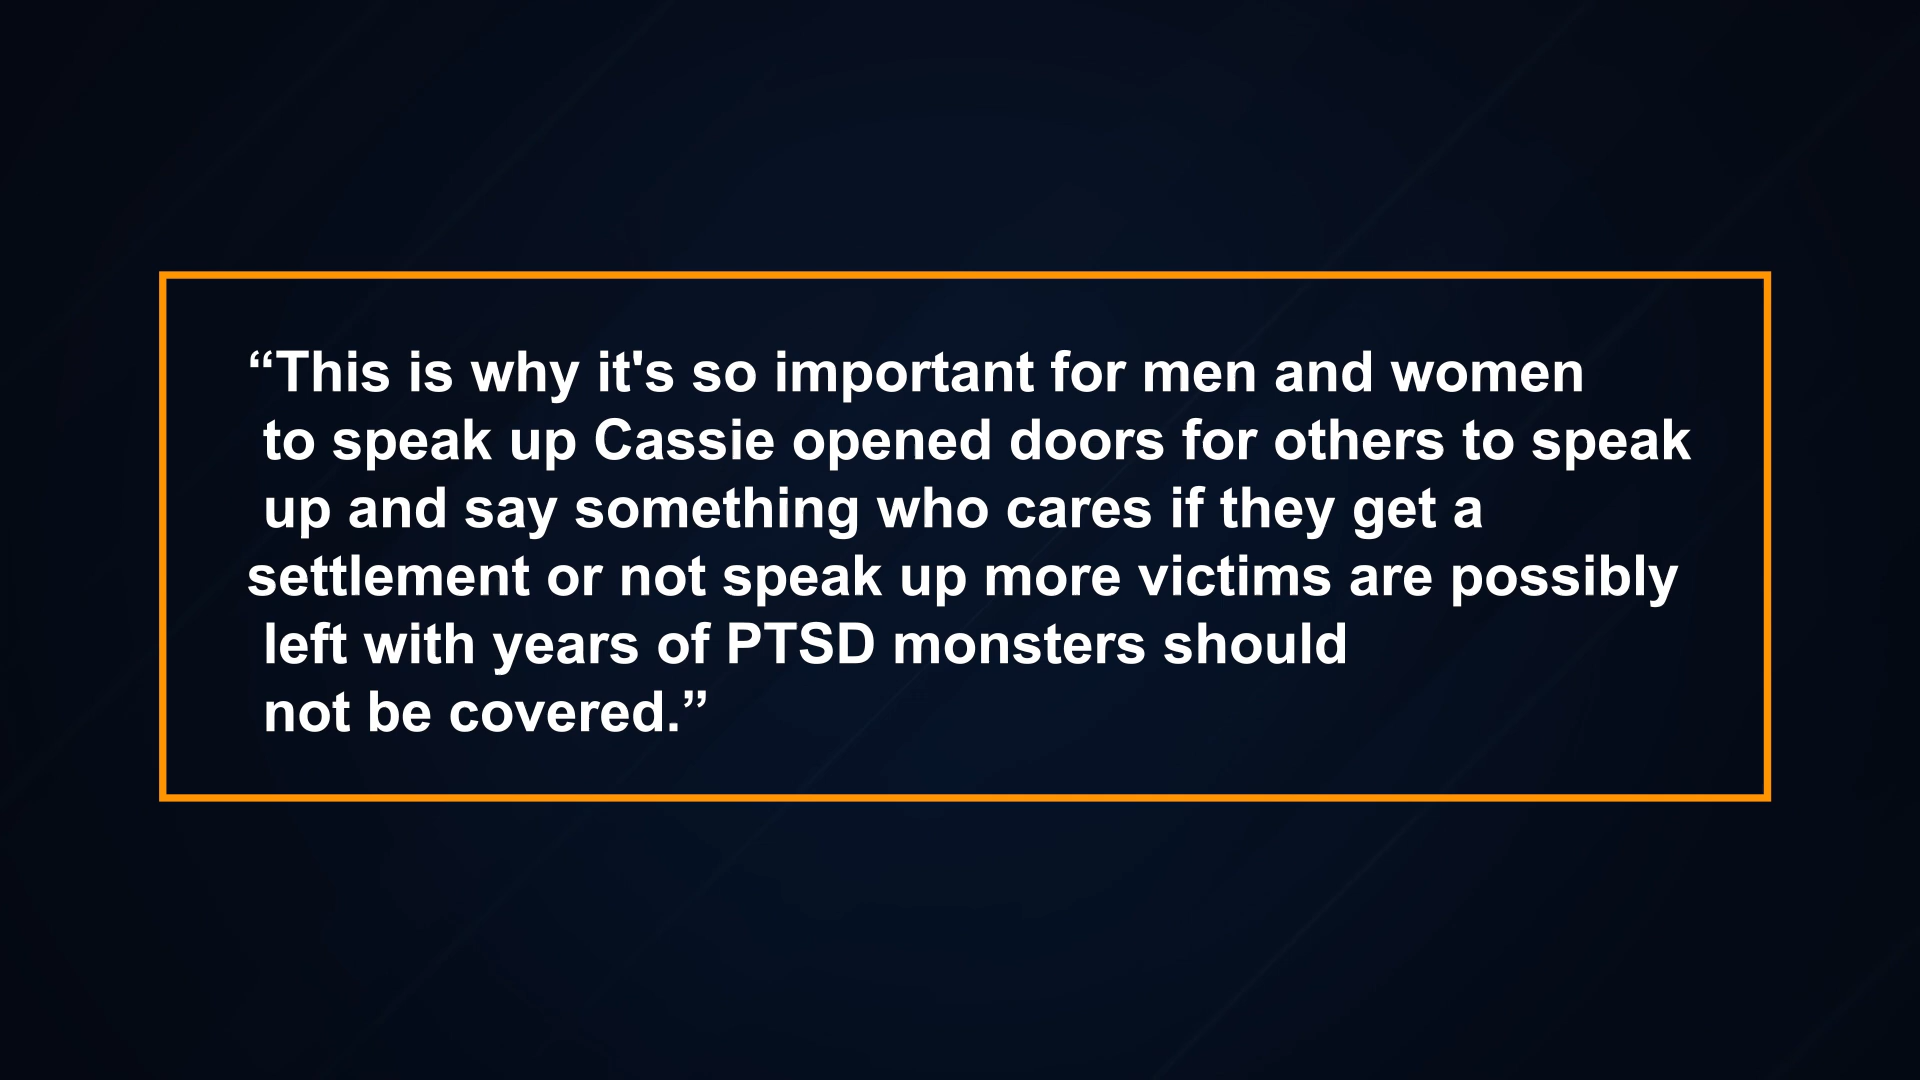 “This is why it's so important for men and women
to speak up Cassie opened doors for others to speak
up and say something who cares if they get a
settlement or not speak up more victims are possibly
left with years of PTSD monsters should
not be covered.”